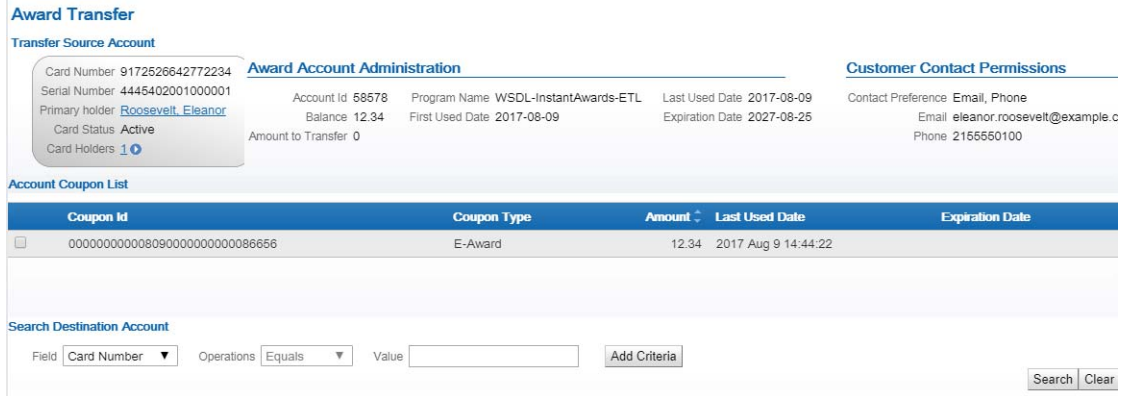 Award Transfer
Transfer Source Account
Card Number 9172526642772234
Serial Number 4445402001000001
Primary holder Roosevelt, Eleanor
Card Status Active
Card Holders 1
Award Account Administration
Account Id 58578 Program Name WSDL-InstantAwards-ETL Last Used Date 2017-08-09
Balance 12.34 First Used Date 2017-08-09 Expiration Date 2027-08-25
Amount to Transfer 0
Customer Contact Permissions
Contact Preference Email, Phone
Email eleanor.roosevelt@example.c
Phone 2155550100
Account Coupon List
Coupon Id Coupon Type Amount Last Used Date Expiration Date
E-Award 12.34 2017 Aug 9 14:44:22
Search Destination Account
Field Card Number Operations Equals Value Add Criteria
Search Clear